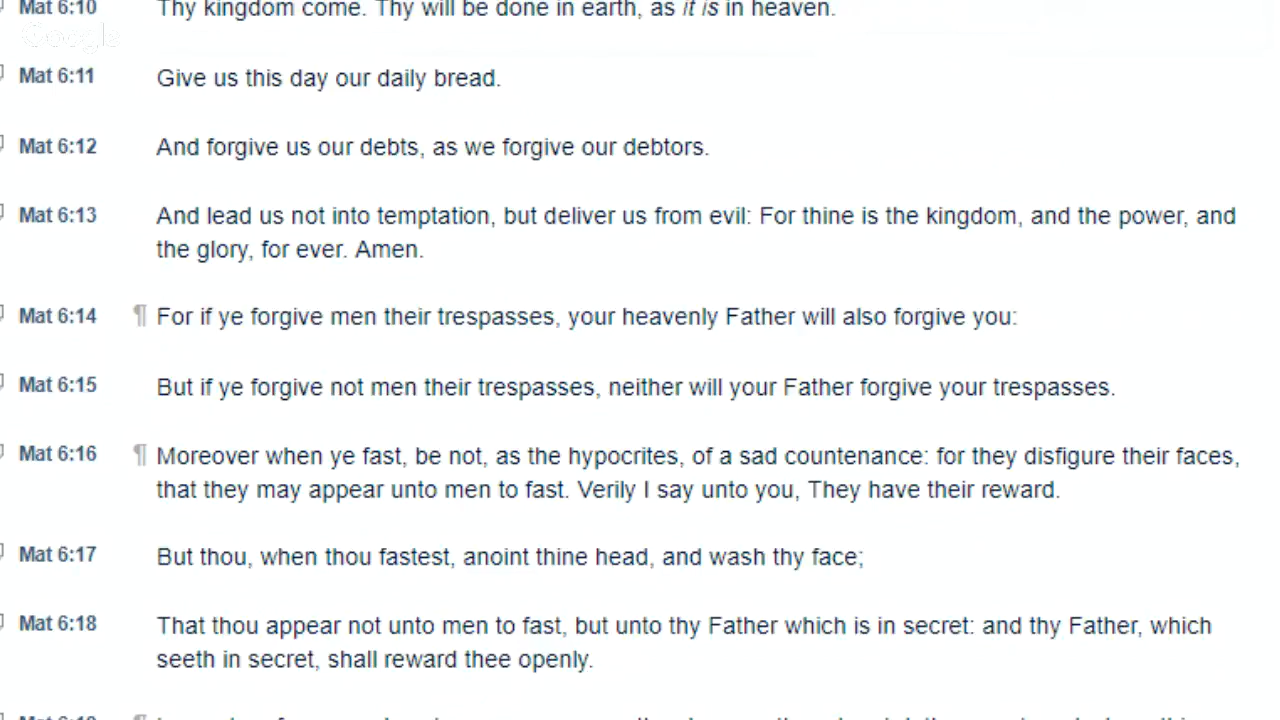 Mat 6:10 Thy kingdom come. Thy will be done in earth, as it is in heaven.
Google
Mat 6:11 Give us this day our daily bread.
Mat 6:12 And forgive us our debts, as we forgive our debtors.
Mat 6:13 And lead us not into temptation, but deliver us from evil: For thine is the kingdom, and the power, and
the glory, for ever. Amen.
Mat 6:14 ¶ For if ye forgive men their trespasses, your heavenly Father will also forgive you:
Mat 6:15 But if ye forgive not men their trespasses, neither will your Father forgive your trespasses.
Mat 6:16 ¶ Moreover when ye fast, be not, as the hypocrites, of a sad countenance: for they disfigure their faces,
that they may appear unto men to fast. Verily I say unto you, They have their reward.
Mat 6:17 But thou, when thou fastest, anoint thine head, and wash thy face;
Mat 6:18 That thou appear not unto men to fast, but unto thy Father which is in secret: and thy Father, which
seeth in secret, shall reward thee openly.
Mat 6:19 ¶